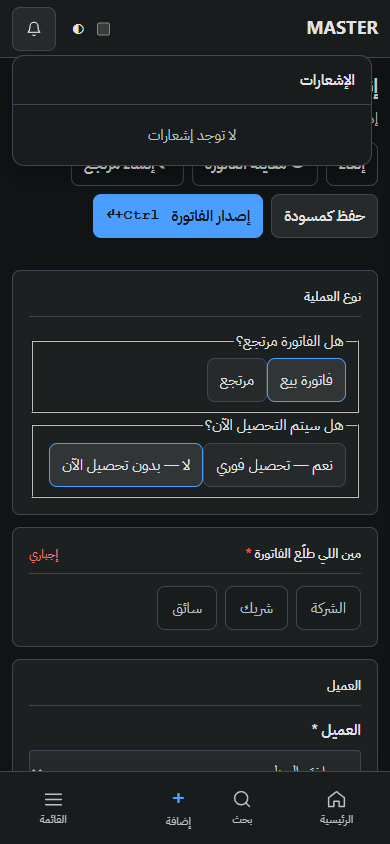 MASTER
الإشعارات
لا توجد إشعارات
حفظ كمسودة
إصدار الفاتورة Ctrl+↵
نوع العملية
هل الفاتورة مرتجع؟
فاتورة بيع
مرتجع
هل سيتم التحصيل الآن؟
نعم — تحصيل فوري
لا — بدون تحصيل الآن
مين اللي طلّع الفاتورة *
إجباري
الشركة
شريك
سائق
العميل
العميل *
الرئيسية
بحث
إضافة
القائمة